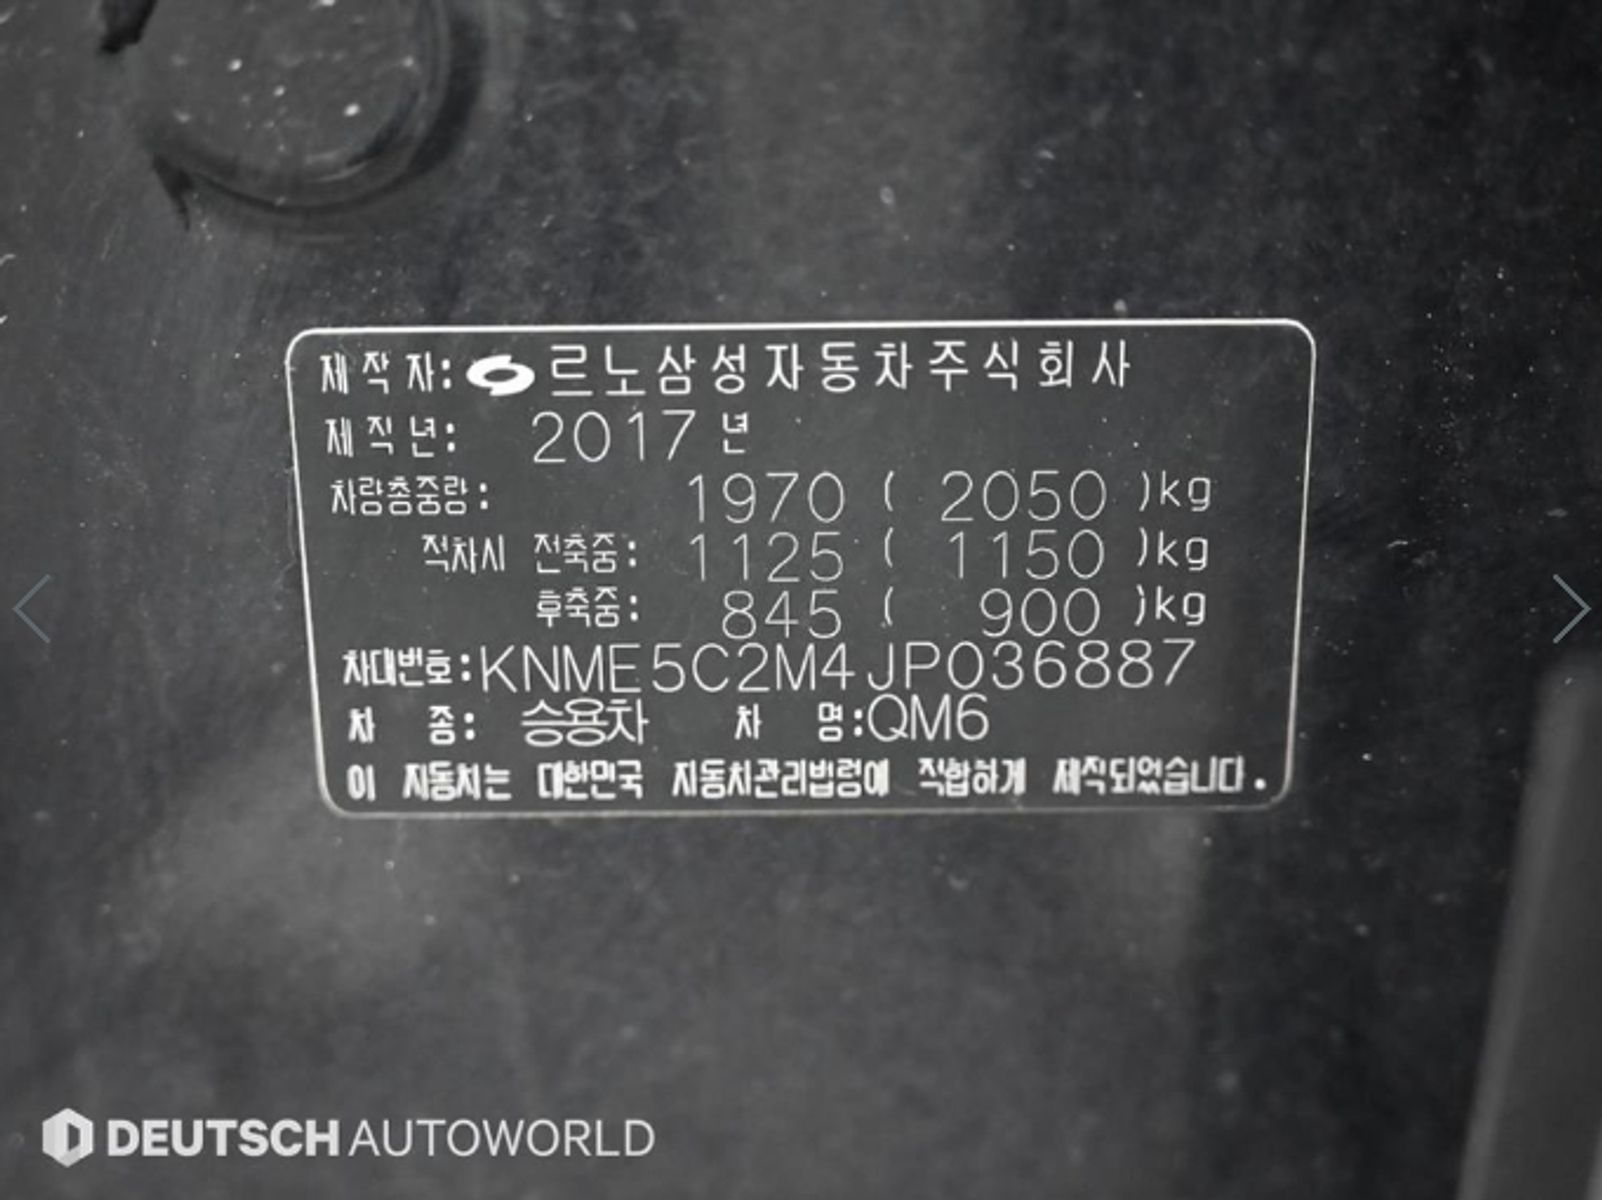 제작자: 르노삼성자동차주식회사
제작년: 2017년
차량총중량: 1970 ( 2050 )kg
적차시 전축중: 1125 ( 1150 )kg
후축중: 845 ( 900 )kg
차대번호:KNME5C2M4JP036887
차 종: 승용차 차 명:QM6
이 자동차는 대한민국 자동차관리법령에 적합하게 제작되었습니다.
DEUTSCH AUTOWORLD